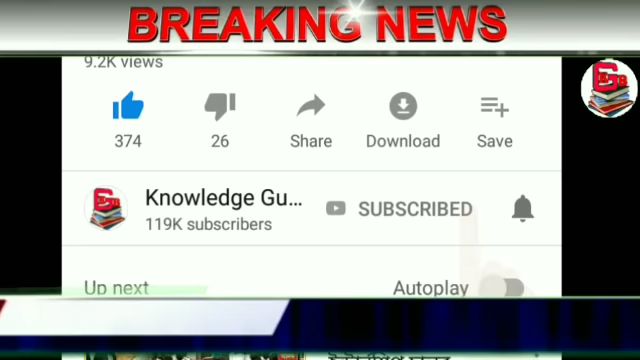 BREAKING NEWS
9.2K views
374
26
Share
Download
Save
Knowledge Gu...
SUBSCRIBED
119K subscribers
Up next
Autoplay